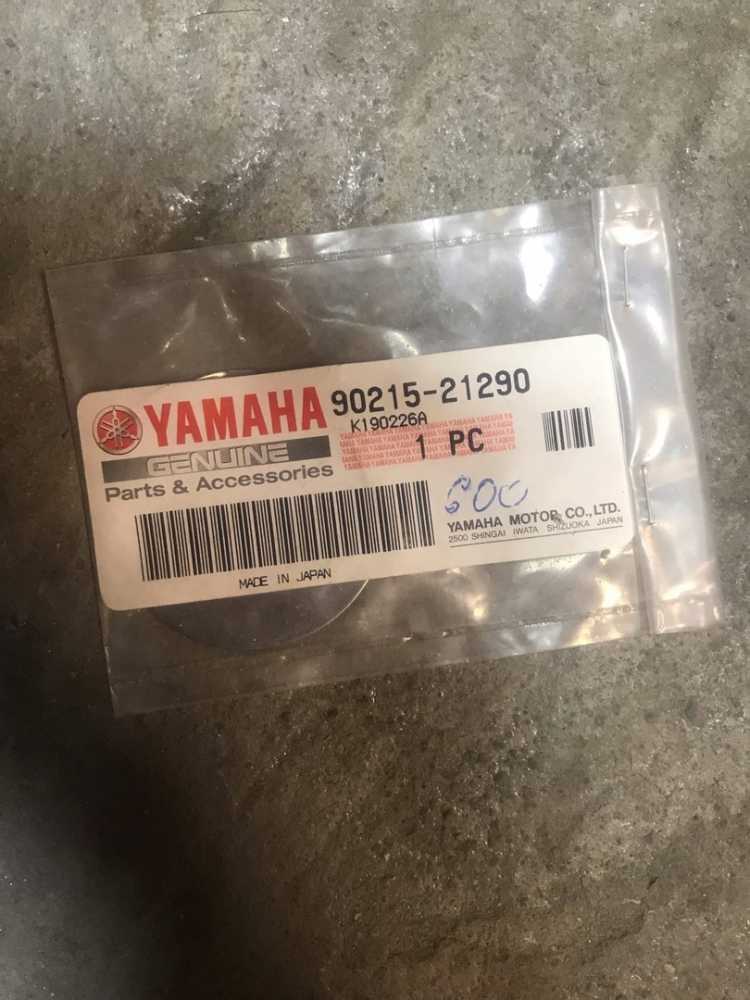 YAMAHA 90215-21290
K190226A
GENUINE
1 PC
Parts & Accessories
600
YAMAHA MOTOR CO.,LTD.
2500 SHINGAI IWATA SHIZUOKA JAPAN
MADE IN JAPAN